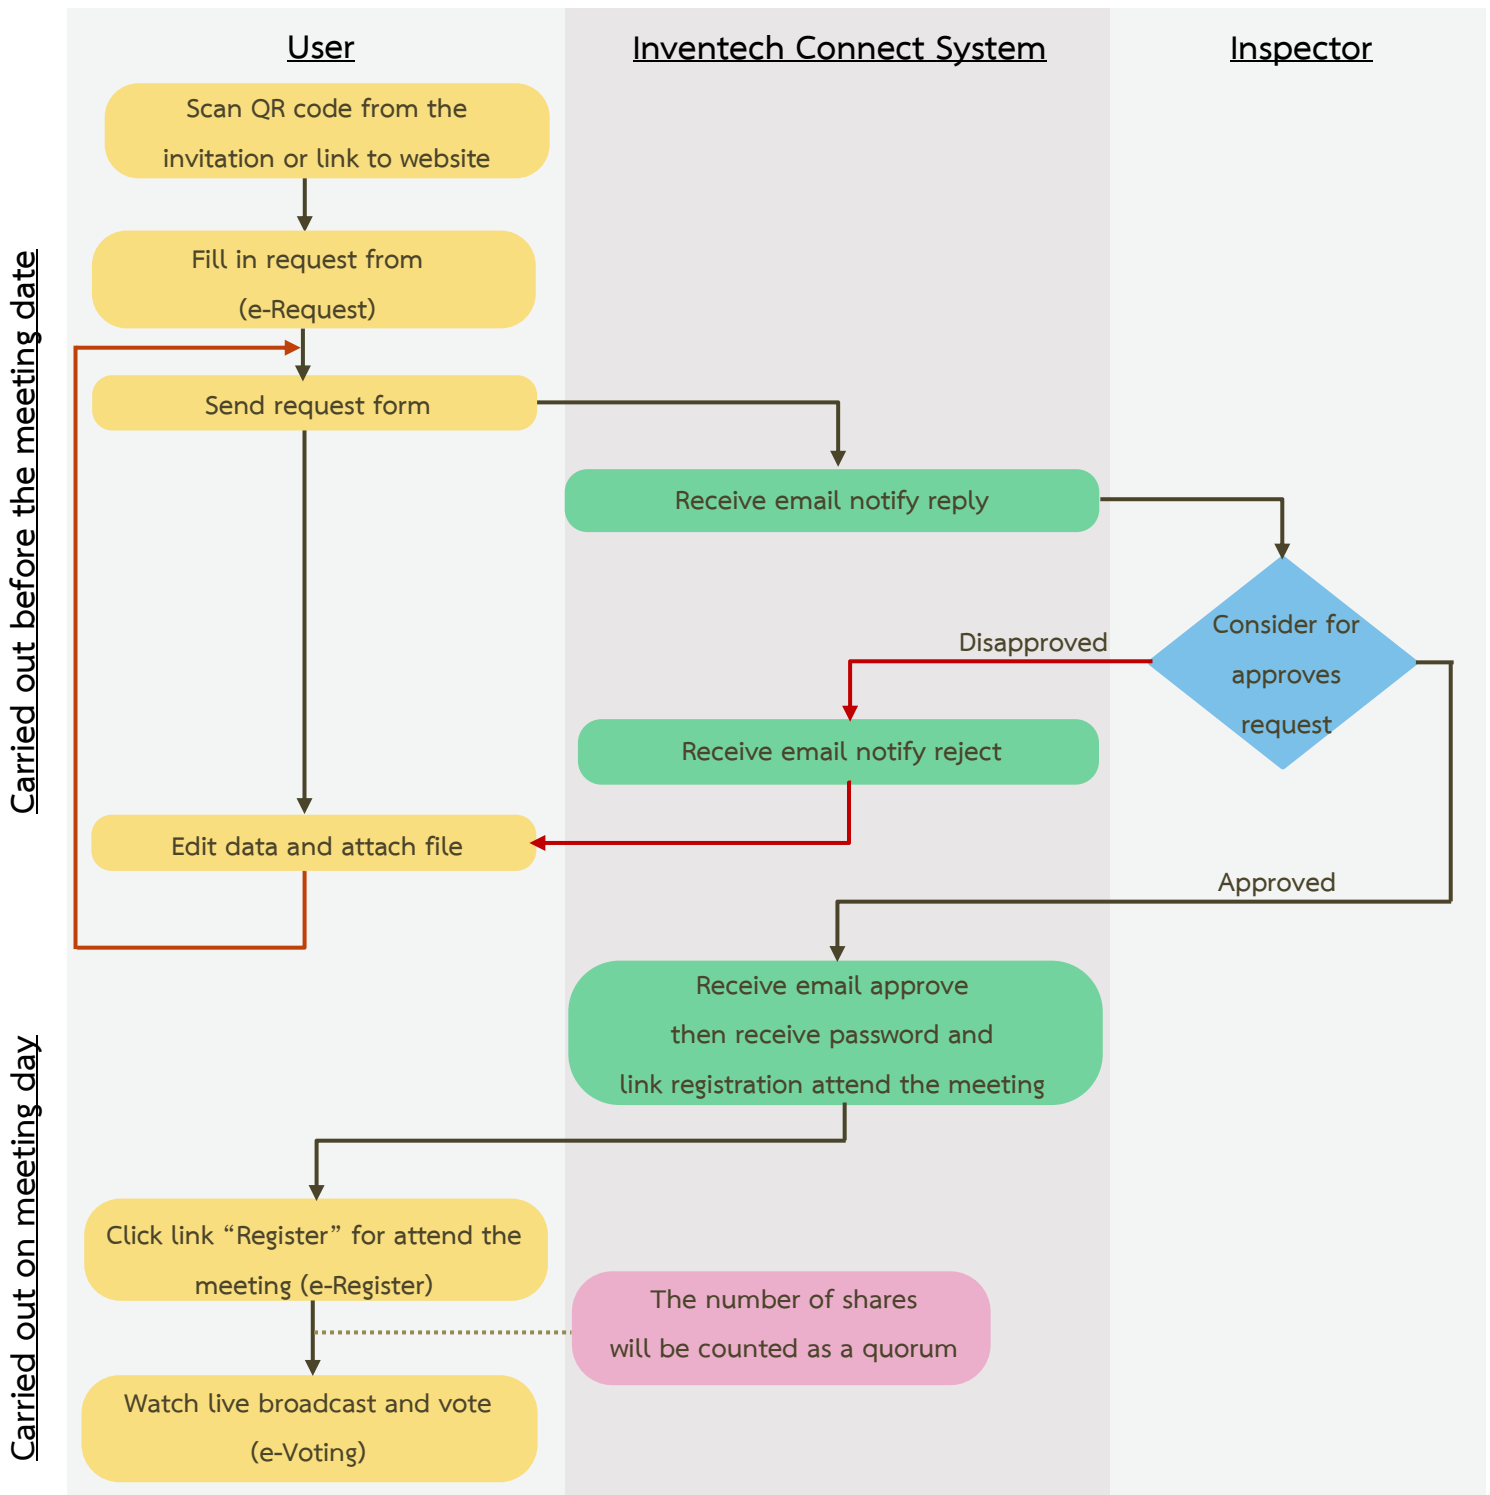 User
Inventech Connect System
Inspector
Carried out before the meeting date
Scan QR code from the
invitation or link to website
Fill in request from
(e-Request)
Send request form
Receive email notify reply
Consider for
approves
request
Disapproved
Receive email notify reject
Edit data and attach file
Approved
Receive email approve
then receive password and
link registration attend the meeting
Carried out on meeting day
Click link “Register” for attend the
meeting (e-Register)
The number of shares
will be counted as a quorum
Watch live broadcast and vote
(e-Voting)